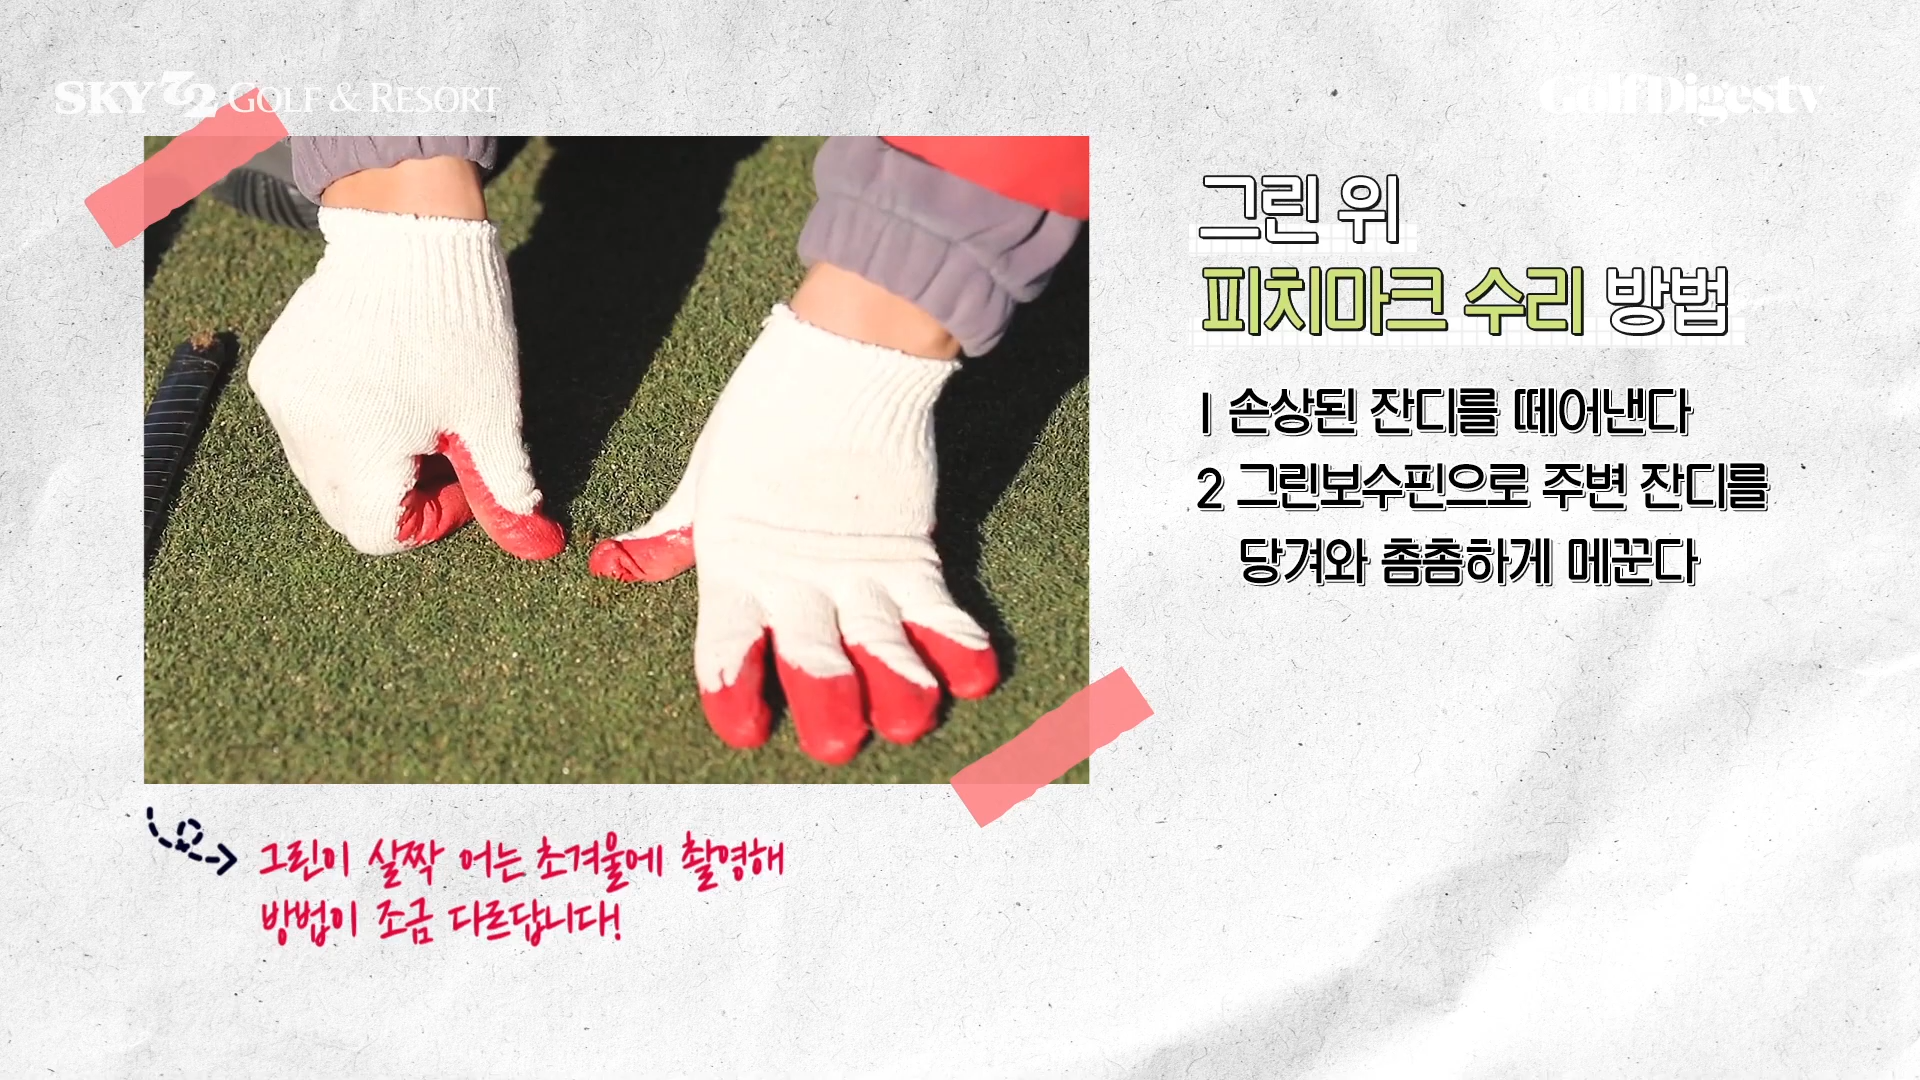 SKY72 GOLF & RESORT
GolfDigestv
그린 위
피치마크 수리 방법
1 손상된 잔디를 떼어낸다
2 그린보수핀으로 주변 잔디를
당겨와 촘촘하게 메꾼다
그린이 살짝 어는 초겨울에 촬영해
방법이 조금 다르답니다!